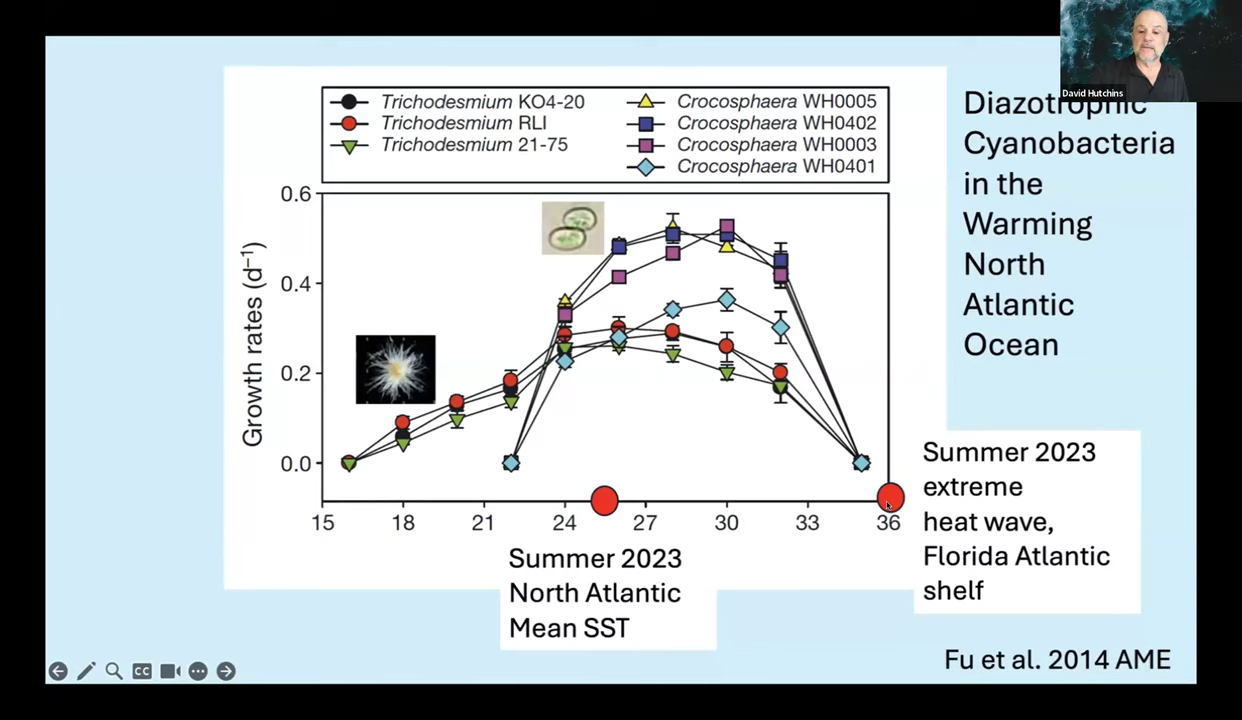 David Hutchins
Diazotrophic
Cyanobacteria
in the
Warming
North
Atlantic
Ocean
Trichodesmium KO4-20
Trichodesmium RLI
Trichodesmium 21-75
Crocosphaera WH0005
Crocosphaera WH0402
Crocosphaera WH0003
Crocosphaera WH0401
Growth rates (d⁻¹)
0.6
0.4
0.2
0.0
15 18 21 24 27 30 33 36
Summer 2023
North Atlantic
Mean SST
Summer 2023
extreme
heat wave,
Florida Atlantic
shelf
Fu et al. 2014 AME
CC